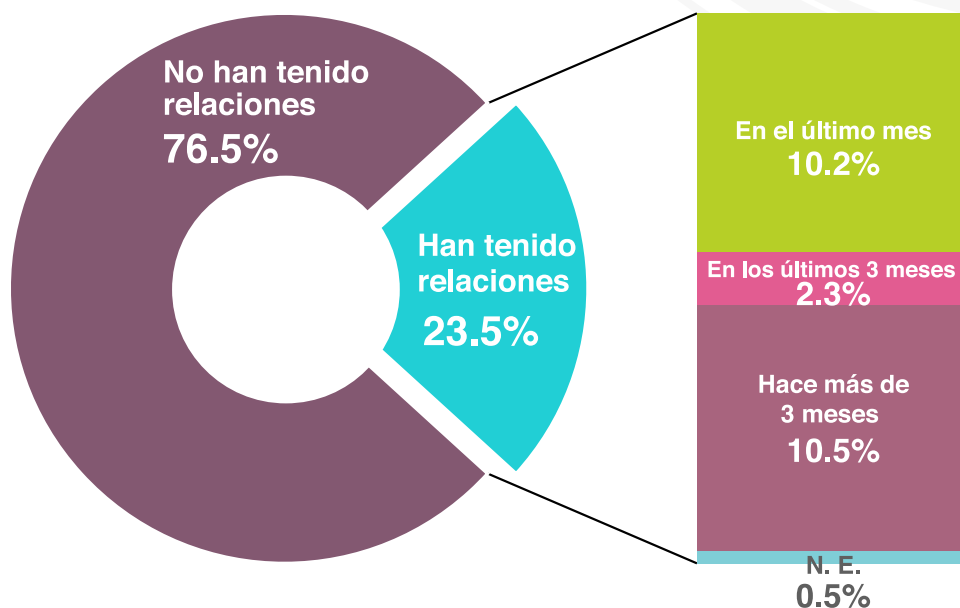 No han tenido
relaciones
76.5%
Han tenido
relaciones
23.5%
En el último mes
10.2%
En los últimos 3 meses
2.3%
Hace más de
3 meses
10.5%
N. E.
0.5%